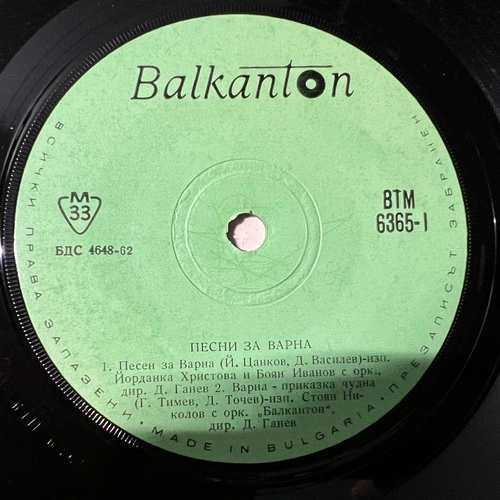 Balkanton
M
33
БДС 4648-62
ВТМ
6365-I
ПЕСНИ ЗА ВАРНА
1. Песен за Варна (Й. Цанков, Д. Василев)-изп.
Йорданка Христова и Боян Иванов с орк.,
дир. Д. Ганев 2. Варна - приказка чудна
(Г. Тимев, Д. Точев)-изп. Стоян Ни-
колов с орк. „Балкантон“,
дир. Д. Ганев
ВСИЧКИ ПРАВА ЗАПАЗЕНИ • MADE IN BULGARIA • ПРЕЗАПИСЪТ ЗАБРАНЕН